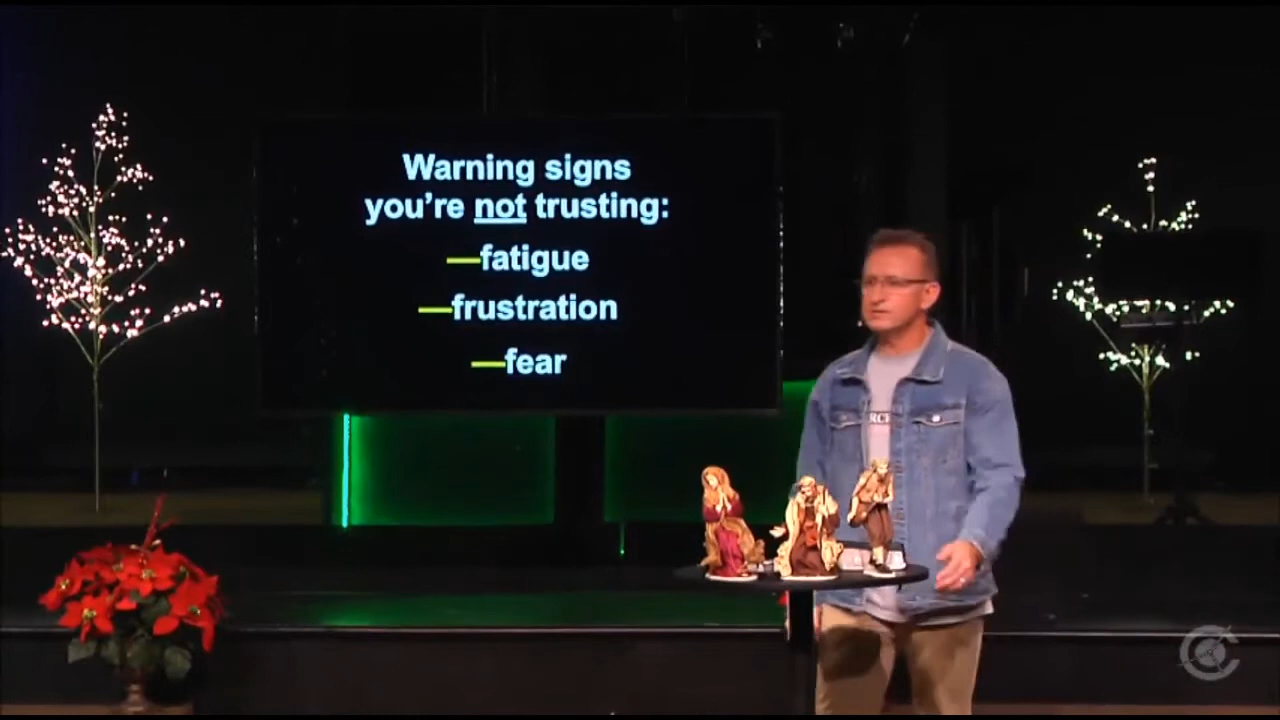 Warning signs
you're not trusting:
—fatigue
—frustration
—fear